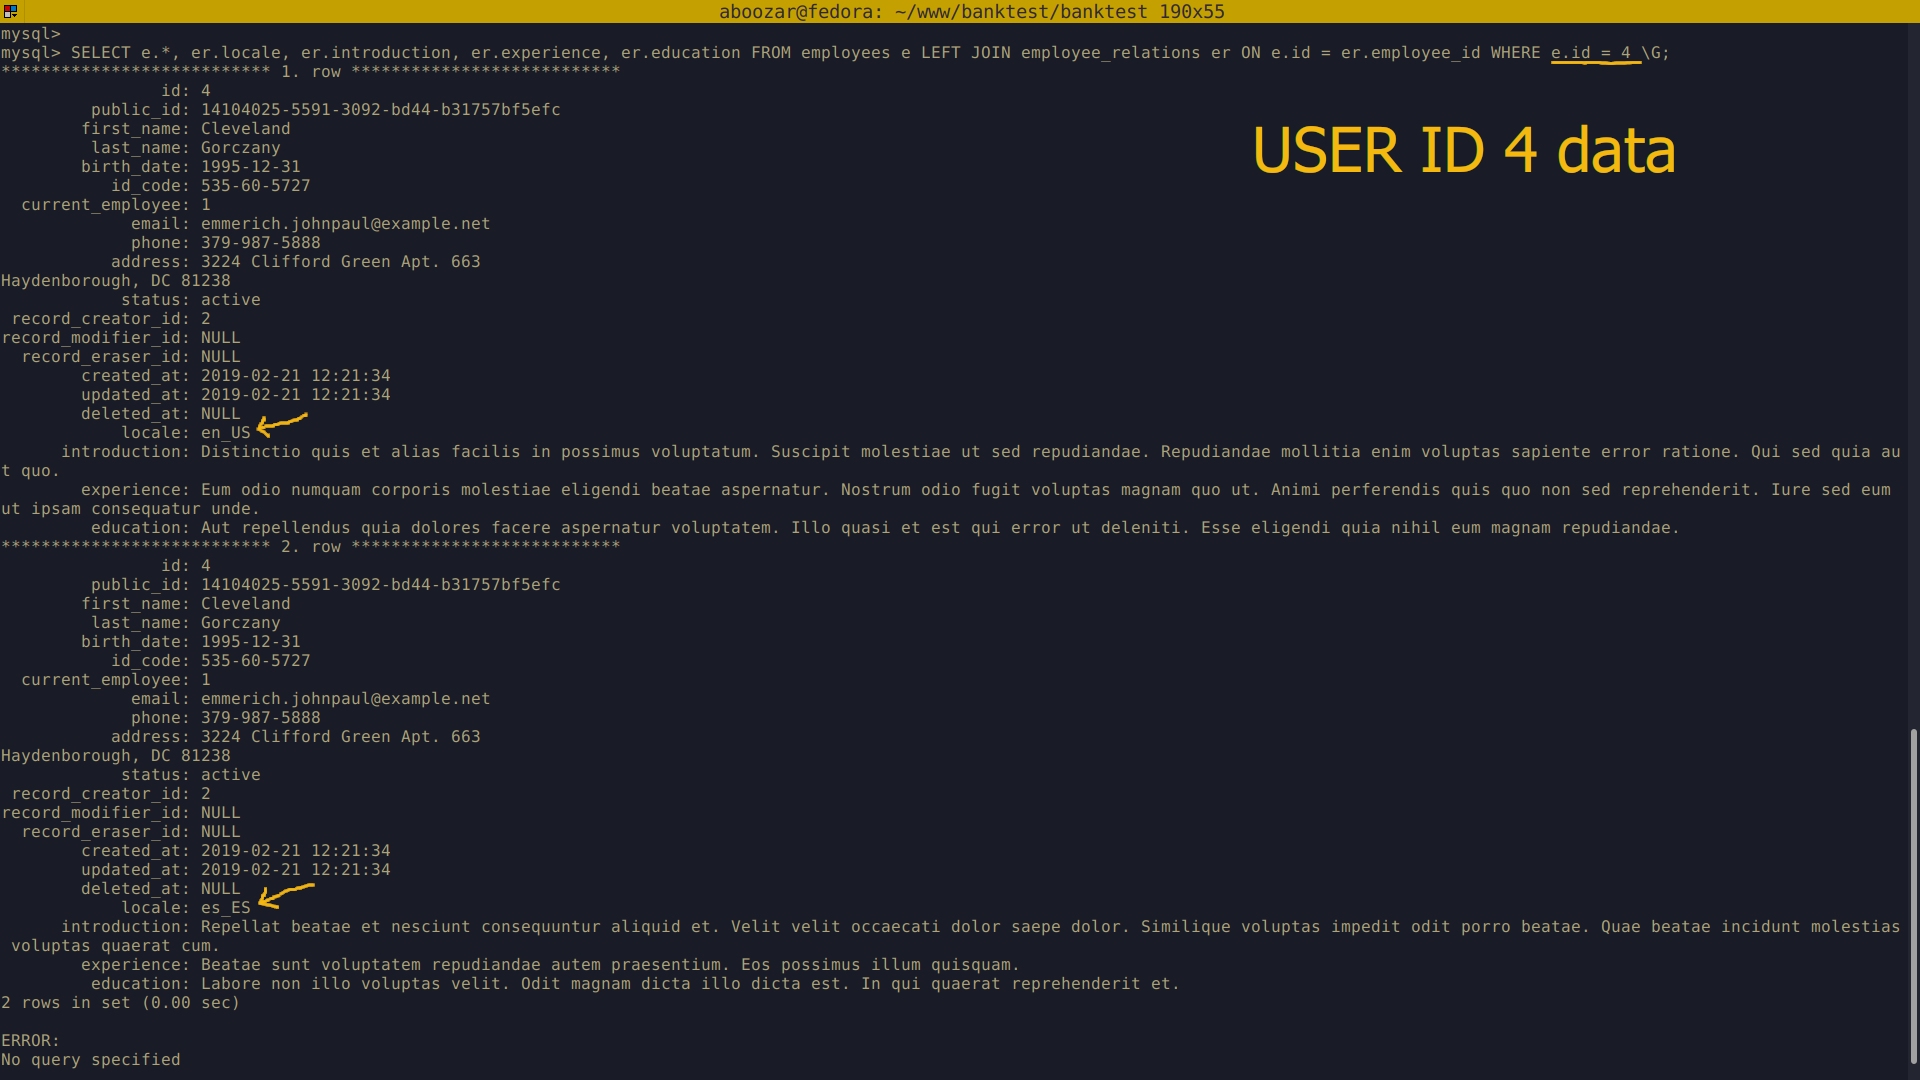 aboozar@fedora: ~/www/banktest/banktest 190x55
mysql>
mysql> SELECT e.*, er.locale, er.introduction, er.experience, er.education FROM employees e LEFT JOIN employee_relations er ON e.id = er.employee_id WHERE e.id = 4 \G;
*************************** 1. row ***************************
id: 4
public_id: 14104025-5591-3092-bd44-b31757bf5efc
first_name: Cleveland
USER ID 4 data
last_name: Gorczany
birth_date: 1995-12-31
id_code: 535-60-5727
current_employee: 1
email: emmerich.johnpaul@example.net
phone: 379-987-5888
address: 3224 Clifford Green Apt. 663
Haydenborough, DC 81238
status: active
record_creator_id: 2
record_modifier_id: NULL
record_eraser_id: NULL
created_at: 2019-02-21 12:21:34
updated_at: 2019-02-21 12:21:34
deleted_at: NULL
locale: en_US
introduction: Distinctio quis et alias facilis in possimus voluptatum. Suscipit molestiae ut sed repudiandae. Repudiandae mollitia enim voluptas sapiente error ratione. Qui sed quia au
t quo.
experience: Eum odio numquam corporis molestiae eligendi beatae aspernatur. Nostrum odio fugit voluptas magnam quo ut. Animi perferendis quis quo non sed reprehenderit. Iure sed eum
ut ipsam consequatur unde.
education: Aut repellendus quia dolores facere aspernatur voluptatem. Illo quasi et est qui error ut deleniti. Esse eligendi quia nihil eum magnam repudiandae.
*************************** 2. row ***************************
id: 4
public_id: 14104025-5591-3092-bd44-b31757bf5efc
first_name: Cleveland
last_name: Gorczany
birth_date: 1995-12-31
id_code: 535-60-5727
current_employee: 1
email: emmerich.johnpaul@example.net
phone: 379-987-5888
address: 3224 Clifford Green Apt. 663
Haydenborough, DC 81238
status: active
record_creator_id: 2
record_modifier_id: NULL
record_eraser_id: NULL
created_at: 2019-02-21 12:21:34
updated_at: 2019-02-21 12:21:34
deleted_at: NULL
locale: es_ES
introduction: Repellat beatae et nesciunt consequuntur aliquid et. Velit velit occaecati dolor saepe dolor. Similique voluptas impedit odit porro beatae. Quae beatae incidunt molestias
voluptas quaerat cum.
experience: Beatae sunt voluptatem repudiandae autem praesentium. Eos possimus illum quisquam.
education: Labore non illo voluptas velit. Odit magnam dicta illo dicta est. In qui quaerat reprehenderit et.
2 rows in set (0.00 sec)
ERROR:
No query specified